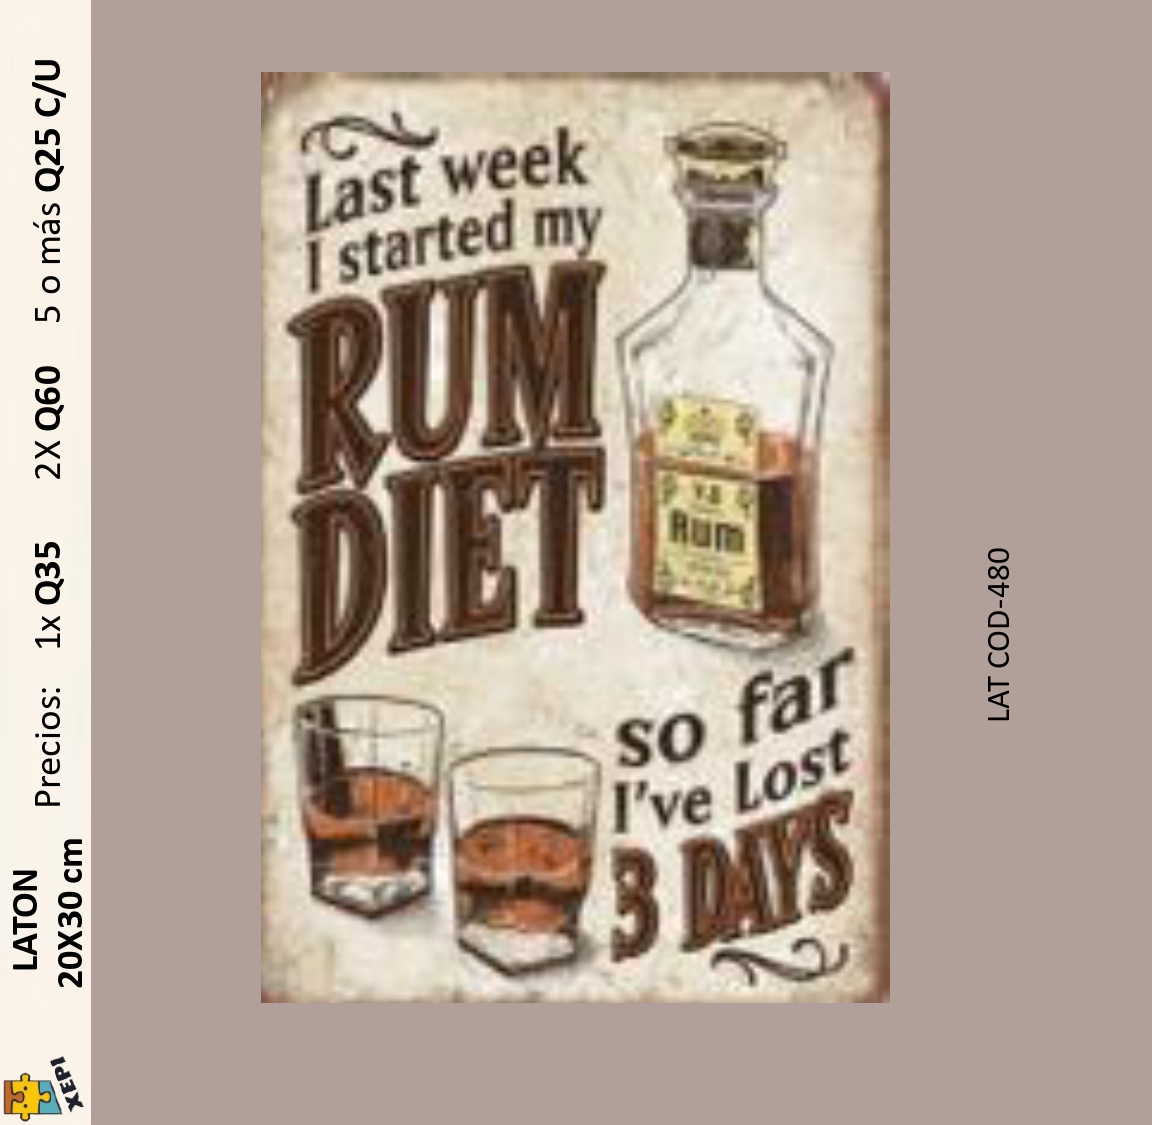 LATON
20X30 cm
Precios: 1x Q35 2X Q60 5 o más Q25 C/U
XEPI
Last week
I started my
RUM
DIET
Rum
so far
I've Lost
3 DAYS
LAT COD-480